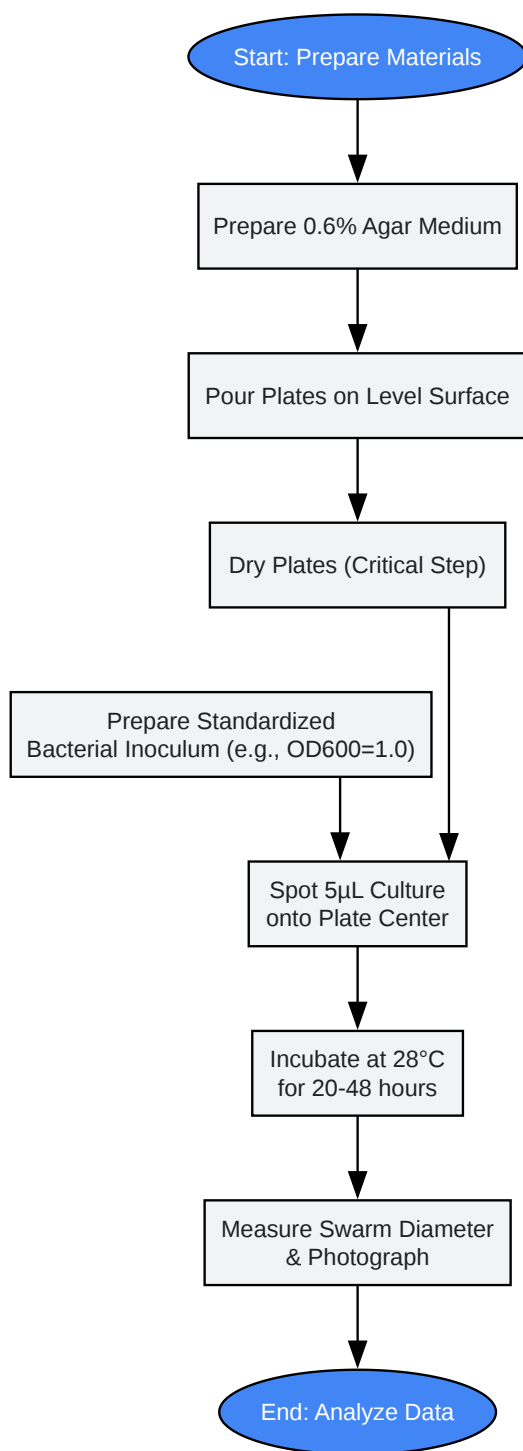 Start: Prepare Materials
Prepare 0.6% Agar Medium
Pour Plates on Level Surface
Dry Plates (Critical Step)
Prepare Standardized
Bacterial Inoculum (e.g., OD600=1.0)
Spot 5µL Culture
onto Plate Center
Incubate at 28°C
for 20-48 hours
Measure Swarm Diameter
& Photograph
End: Analyze Data